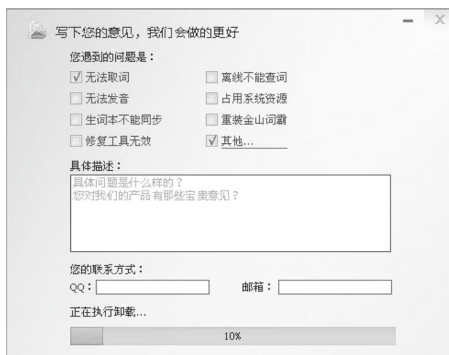 写下您的意见，我们会做的更好
您遇到的问题是：
无法取词 离线不能查词
无法发音 占用系统资源
生词本不能同步 重装金山词霸
修复工具无效 其他...
具体描述：
具体问题是什么样的？
您对我们的产品有那些宝贵意见？
您的联系方式：
QQ： 邮箱：
正在执行卸载...
10%